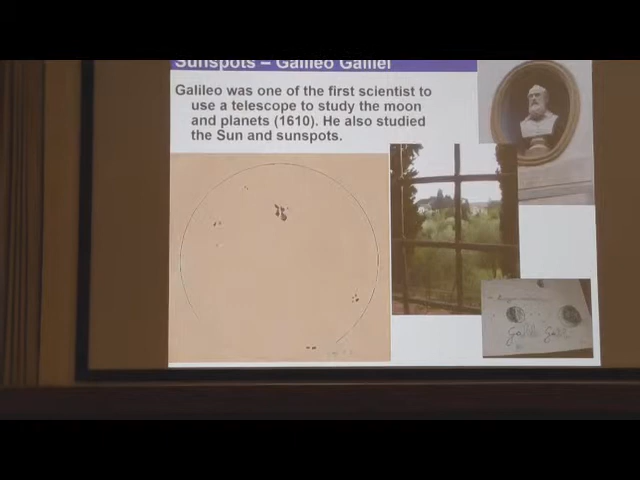 Sunspots – Galileo Galilei
Galileo was one of the first scientist to
use a telescope to study the moon
and planets (1610). He also studied
the Sun and sunspots.